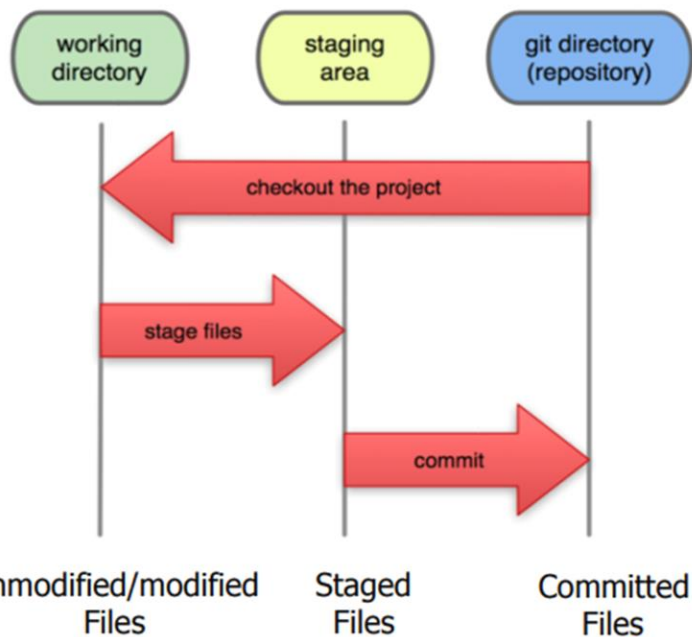 working
directory
staging
area
git directory
(repository)
checkout the project
stage files
commit
nmodified/modified
Files
Staged
Files
Committed
Files